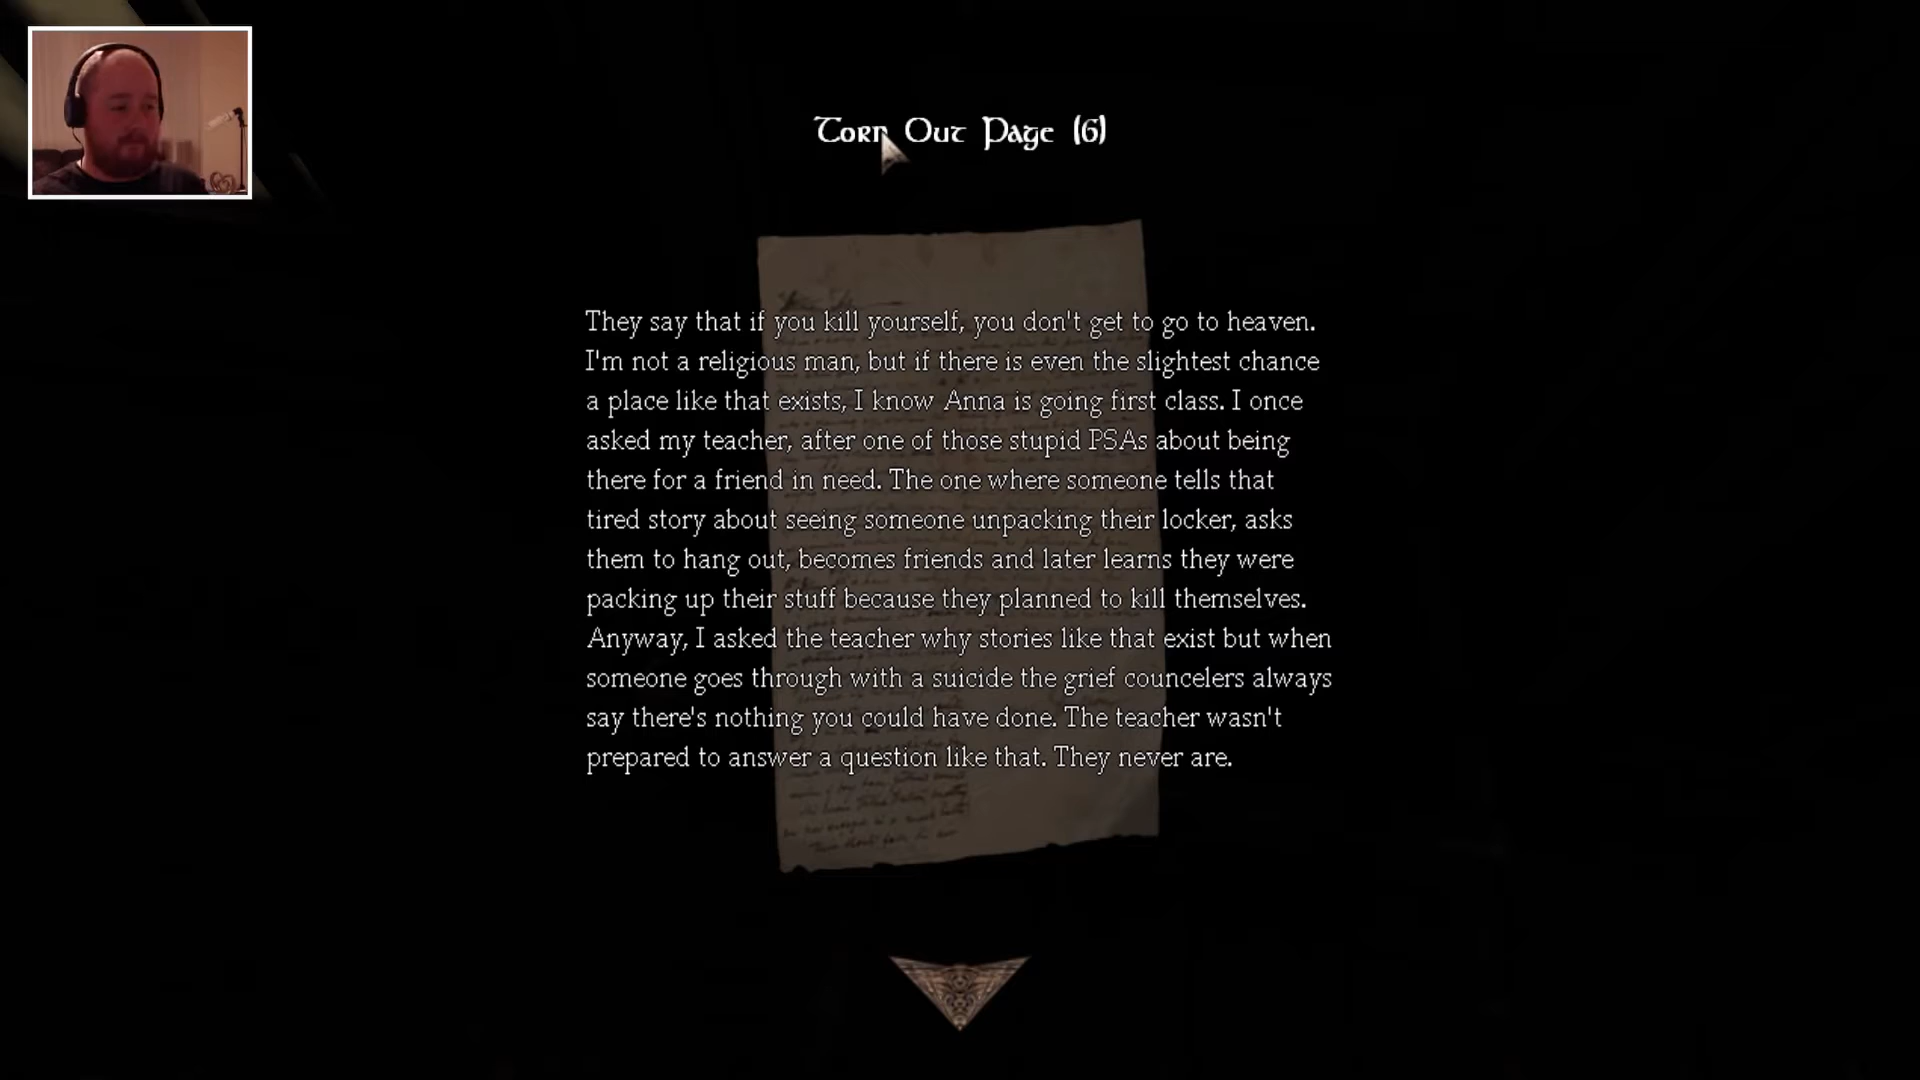 Torn Out Page (6)
They say that if you kill yourself, you don't get to go to heaven.
I'm not a religious man, but if there is even the slightest chance
a place like that exists, I know Anna is going first class. I once
asked my teacher, after one of those stupid PSAs about being
there for a friend in need. The one where someone tells that
tired story about seeing someone unpacking their locker, asks
them to hang out, becomes friends and later learns they were
packing up their stuff because they planned to kill themselves.
Anyway, I asked the teacher why stories like that exist but when
someone goes through with a suicide the grief councelers always
say there's nothing you could have done. The teacher wasn't
prepared to answer a question like that. They never are.